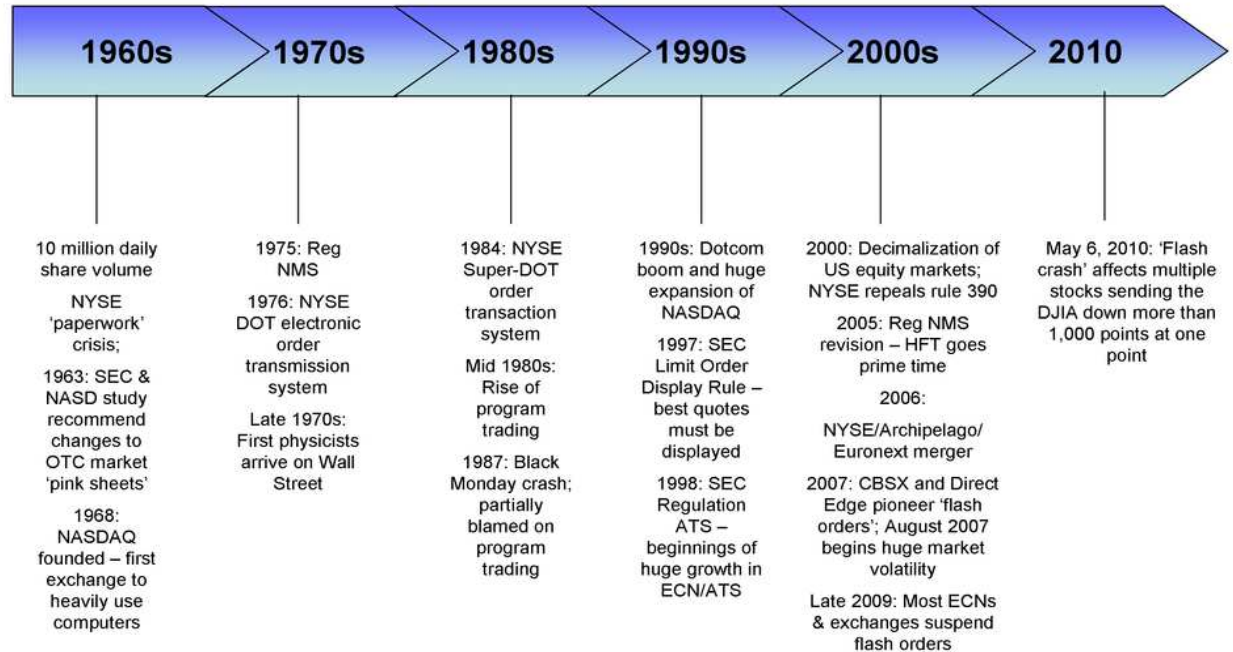 1960s
1970s
1980s
1990s
2000s
2010
10 million daily
share volume
NYSE
'paperwork'
crisis;
1963: SEC &
NASD study
recommend
changes to
OTC market
'pink sheets'
1968:
NASDAQ
founded – first
exchange to
heavily use
computers
1975: Reg
NMS
1976: NYSE
DOT electronic
order
transmission
system
Late 1970s:
First physicists
arrive on Wall
Street
1984: NYSE
Super-DOT
order
transaction
system
Mid 1980s:
Rise of
program
trading
1987: Black
Monday crash;
partially
blamed on
program
trading
1990s: Dotcom
boom and huge
expansion of
NASDAQ
1997: SEC
Limit Order
Display Rule –
best quotes
must be
displayed
1998: SEC
Regulation
ATS –
beginnings of
huge growth in
ECN/ATS
2000: Decimalization of
US equity markets;
NYSE repeals rule 390
2005: Reg NMS
revision – HFT goes
prime time
2006:
NYSE/Archipelago/
Euronext merger
2007: CBSX and Direct
Edge pioneer 'flash
orders'; August 2007
begins huge market
volatility
Late 2009: Most ECNs
& exchanges suspend
flash orders
May 6, 2010: 'Flash
crash' affects multiple
stocks sending the
DJIA down more than
1,000 points at one
point